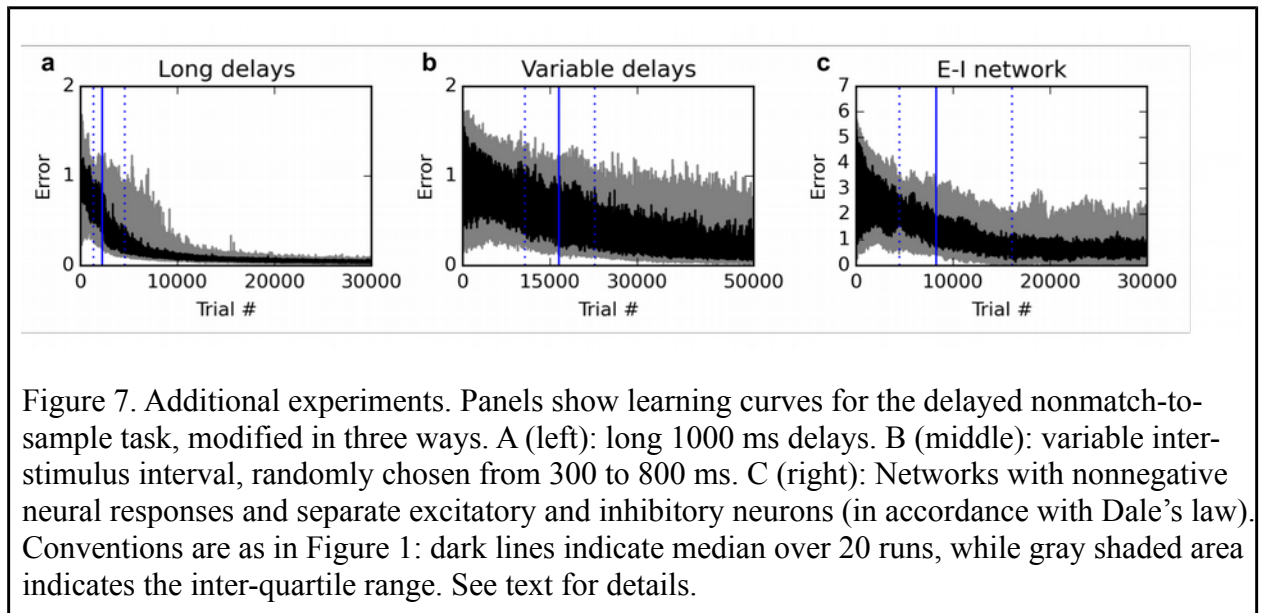 a Long delays
b Variable delays
c E-I network
2
1
0
Error
0 10000 20000 30000
Trial #
2
1
0
Error
0 15000 30000 50000
Trial #
7
6
5
4
3
2
1
0
Error
0 10000 20000 30000
Trial #
Figure 7. Additional experiments. Panels show learning curves for the delayed nonmatch-to-
sample task, modified in three ways. A (left): long 1000 ms delays. B (middle): variable inter-
stimulus interval, randomly chosen from 300 to 800 ms. C (right): Networks with nonnegative
neural responses and separate excitatory and inhibitory neurons (in accordance with Dale’s law).
Conventions are as in Figure 1: dark lines indicate median over 20 runs, while gray shaded area
indicates the inter-quartile range. See text for details.